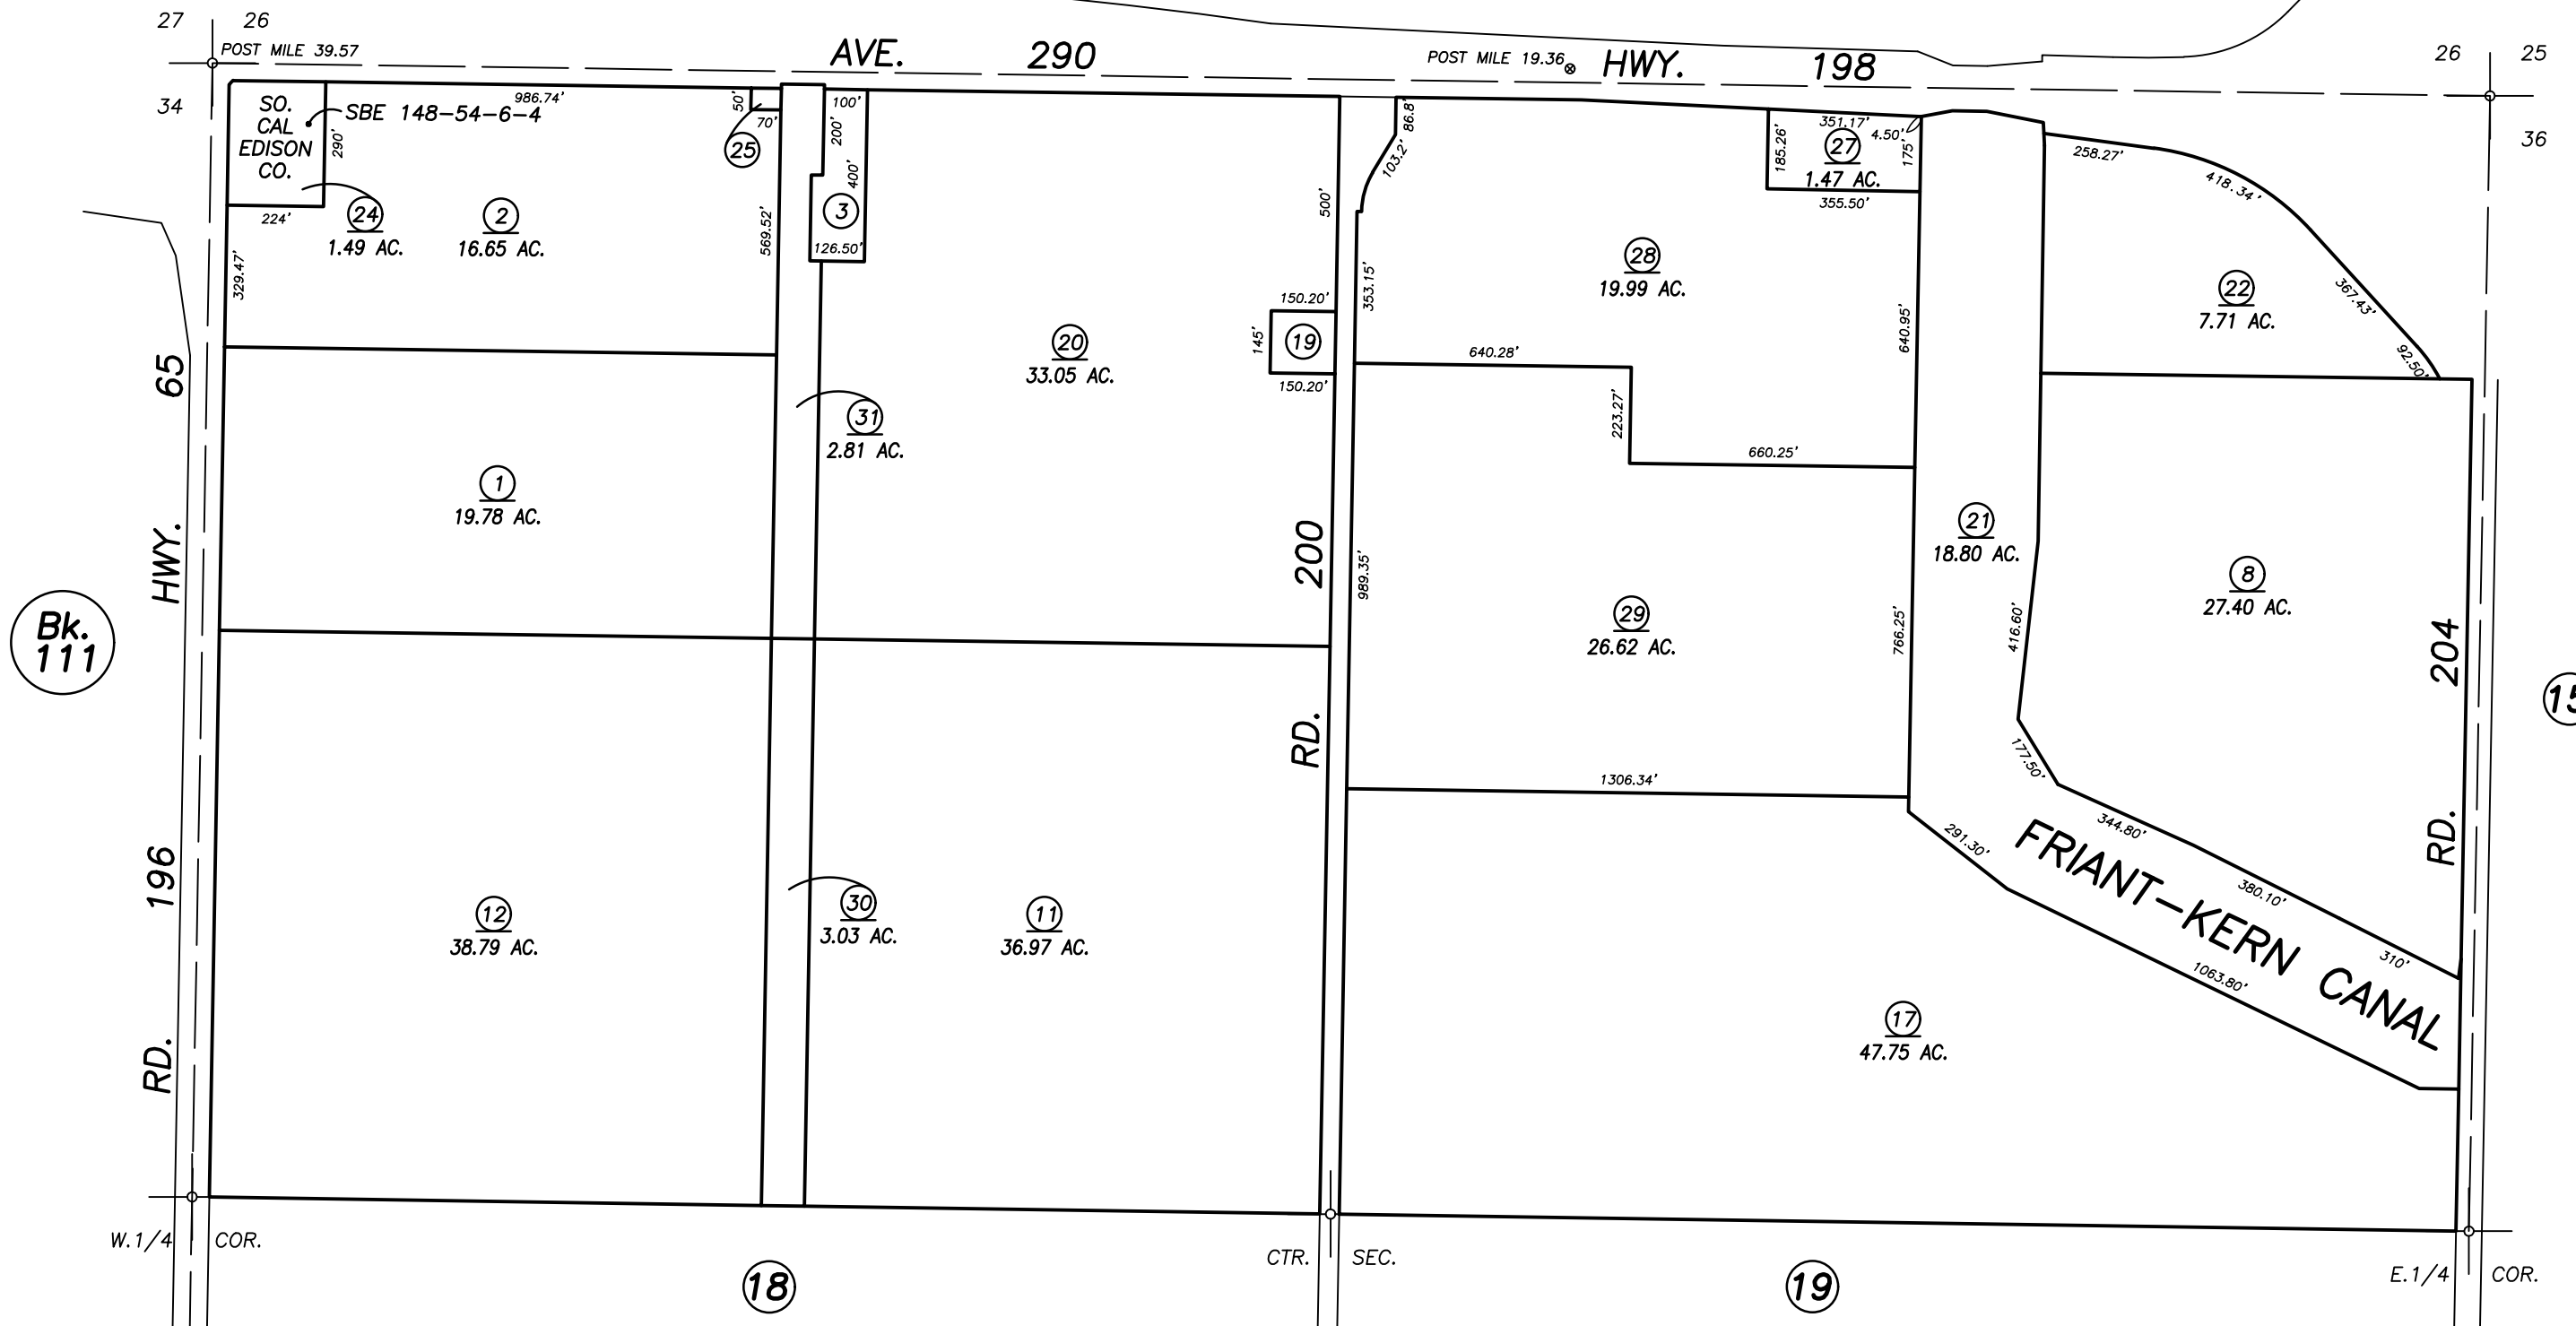 27 26
POST MILE 39.57
AVE. 290
POST MILE 19.36
HWY. 198
26 25
34
36
SO.
CAL
EDISON
CO.
SBE 148-54-6-4
986.74'
290'
224'
329.47'
24
1.49 AC.
2
16.65 AC.
50'
70'
25
569.52'
100'
200'
400'
3
126.50'
500'
86.8'
103.2'
353.15'
351.17'
4.50'
185.26'
175'
27
1.47 AC.
355.50'
28
19.99 AC.
640.95'
258.27'
418.34'
367.43'
92.50'
22
7.71 AC.
20
33.05 AC.
150.20'
145'
19
150.20'
640.28'
223.27'
660.25'
31
2.81 AC.
1
19.78 AC.
HWY. 65
Bk.
111
RD. 196
RD. 200
989.35'
29
26.62 AC.
766.25'
1306.34'
21
18.80 AC.
416.60'
177.50'
8
27.40 AC.
RD. 204
15
344.80'
380.10'
310'
291.30'
1063.80'
FRIANT-KERN CANAL
12
38.79 AC.
30
3.03 AC.
11
36.97 AC.
17
47.75 AC.
W.1/4 COR.
CTR. SEC.
E.1/4 COR.
18
19